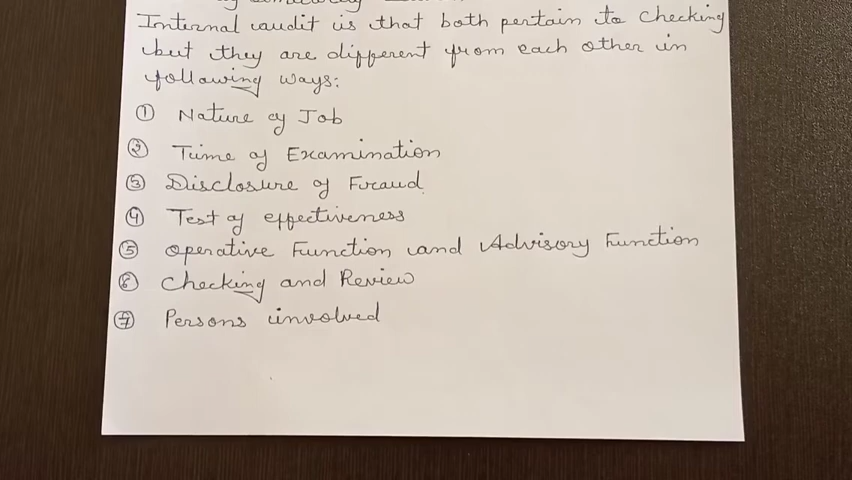 Internal audit is that both pertain to checking
but they are different from each other in
following ways:
① Nature of Job
② Time of Examination
③ Disclosure of Fraud
④ Test of effectiveness
⑤ Operative Function and Advisory Function
⑥ Checking and Review
⑦ Persons involved